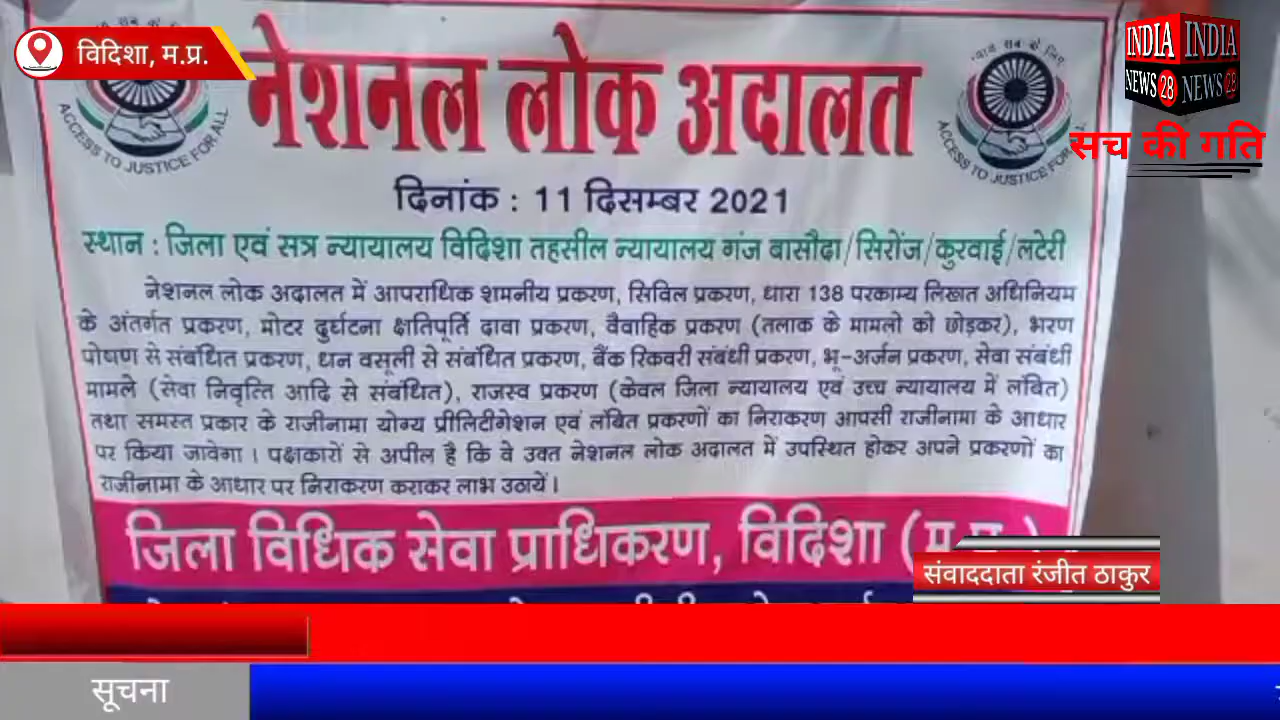 विदिशा, म.प्र.
INDIA INDIA
NEWS 28 NEWS 28
सच की गति
नेशनल लोक अदालत
ACCESS TO JUSTICE FOR ALL
न्याय सब के लिए
ACCESS TO JUSTICE FOR ALL
दिनांक : 11 दिसम्बर 2021
स्थान : जिला एवं सत्र न्यायालय विदिशा तहसील न्यायालय गंज बासौदा/सिरोंज/कुरवाई/लटेरी
नेशनल लोक अदालत में आपराधिक शमनीय प्रकरण, सिविल प्रकरण, धारा 138 परकाम्य लिखत अधिनियम
के अंतर्गत प्रकरण, मोटर दुर्घटना क्षतिपूर्ति दावा प्रकरण, वैवाहिक प्रकरण (तलाक के मामलो को छोड़कर), भरण
पोषण से संबंधित प्रकरण, धन वसूली से संबंधित प्रकरण, बैंक रिकवरी संबंधी प्रकरण, भू-अर्जन प्रकरण, सेवा संबंधी
मामले (सेवा निवृत्ति आदि से संबधित), राजस्व प्रकरण (केवल जिला न्यायालय एवं उच्च न्यायालय में लंबित)
तथा समस्त प्रकार के राजीनामा योग्य प्रीलिटीगेशन एवं लंबित प्रकरणों का निराकरण आपसी राजीनामा के आधार
पर किया जावेगा । पक्षकारों से अपील है कि वे उक्त नेशनल लोक अदालत में उपस्थित होकर अपने प्रकरणों का
राजीनामा के आधार पर निराकरण कराकर लाभ उठायें ।
जिला विधिक सेवा प्राधिकरण, विदिशा (म.प्र.)
संवाददाता रंजीत ठाकुर
सूचना